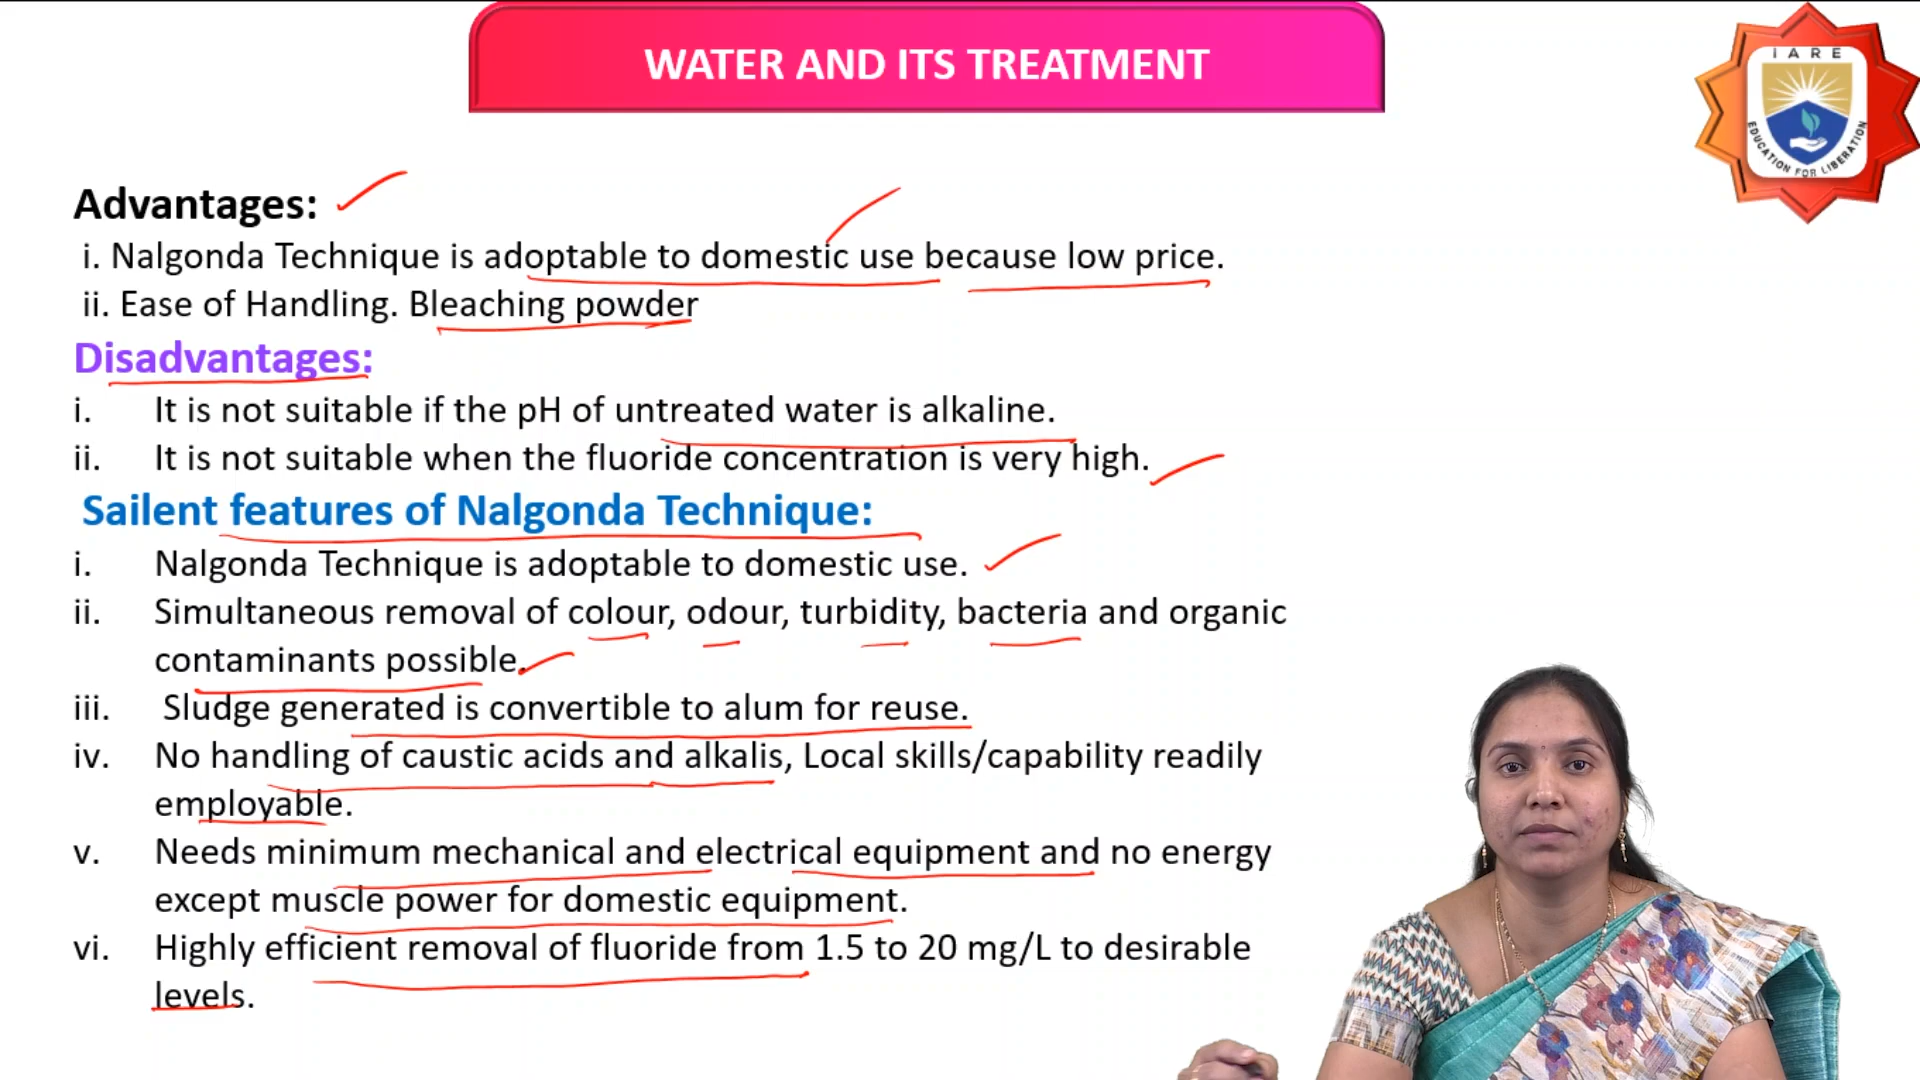 WATER AND ITS TREATMENT
IARE
EDUCATION FOR LIBERATION
Advantages:
i. Nalgonda Technique is adoptable to domestic use because low price.
ii. Ease of Handling. Bleaching powder
Disadvantages:
i. It is not suitable if the pH of untreated water is alkaline.
ii. It is not suitable when the fluoride concentration is very high.
Sailent features of Nalgonda Technique:
i. Nalgonda Technique is adoptable to domestic use.
ii. Simultaneous removal of colour, odour, turbidity, bacteria and organic
contaminants possible.
iii. Sludge generated is convertible to alum for reuse.
iv. No handling of caustic acids and alkalis, Local skills/capability readily
employable.
v. Needs minimum mechanical and electrical equipment and no energy
except muscle power for domestic equipment.
vi. Highly efficient removal of fluoride from 1.5 to 20 mg/L to desirable
levels.